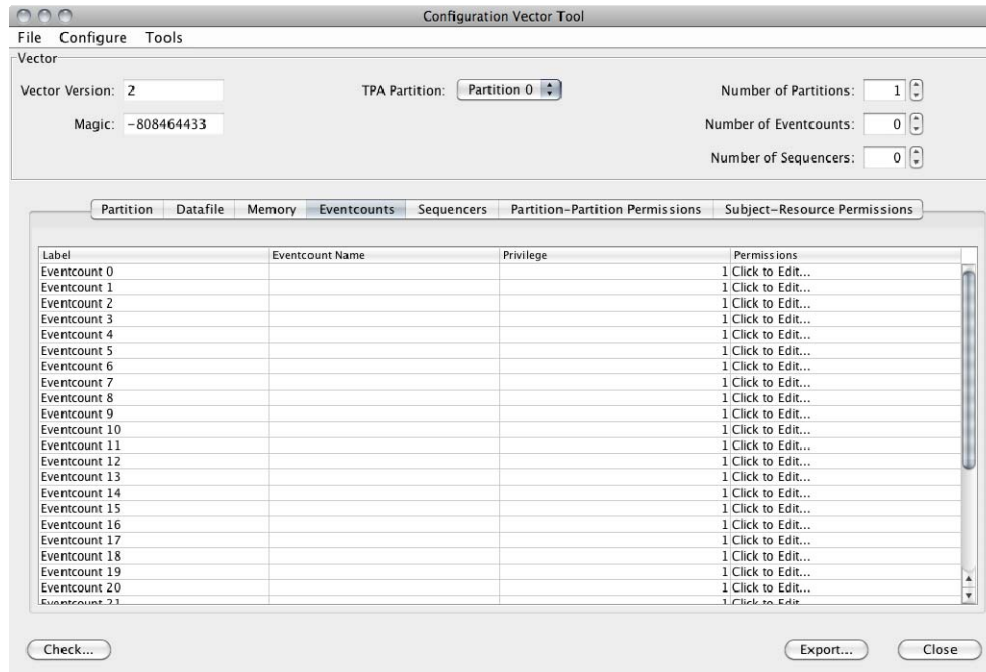 Configuration Vector Tool
File Configure Tools
Vector
Vector Version: 2 TPA Partition: Partition 0 Number of Partitions: 1
Magic: -808464433 Number of Eventcounts: 0
Number of Sequencers: 0
Partition Datafile Memory Eventcounts Sequencers Partition-Partition Permissions Subject-Resource Permissions
Label Eventcount Name Privilege Permissions
Eventcount 0 1 Click to Edit...
Eventcount 1 1 Click to Edit...
Eventcount 2 1 Click to Edit...
Eventcount 3 1 Click to Edit...
Eventcount 4 1 Click to Edit...
Eventcount 5 1 Click to Edit...
Eventcount 6 1 Click to Edit...
Eventcount 7 1 Click to Edit...
Eventcount 8 1 Click to Edit...
Eventcount 9 1 Click to Edit...
Eventcount 10 1 Click to Edit...
Eventcount 11 1 Click to Edit...
Eventcount 12 1 Click to Edit...
Eventcount 13 1 Click to Edit...
Eventcount 14 1 Click to Edit...
Eventcount 15 1 Click to Edit...
Eventcount 16 1 Click to Edit...
Eventcount 17 1 Click to Edit...
Eventcount 18 1 Click to Edit...
Eventcount 19 1 Click to Edit...
Eventcount 20 1 Click to Edit...
Eventcount 21 1 Click to Edit
Check... Export... Close